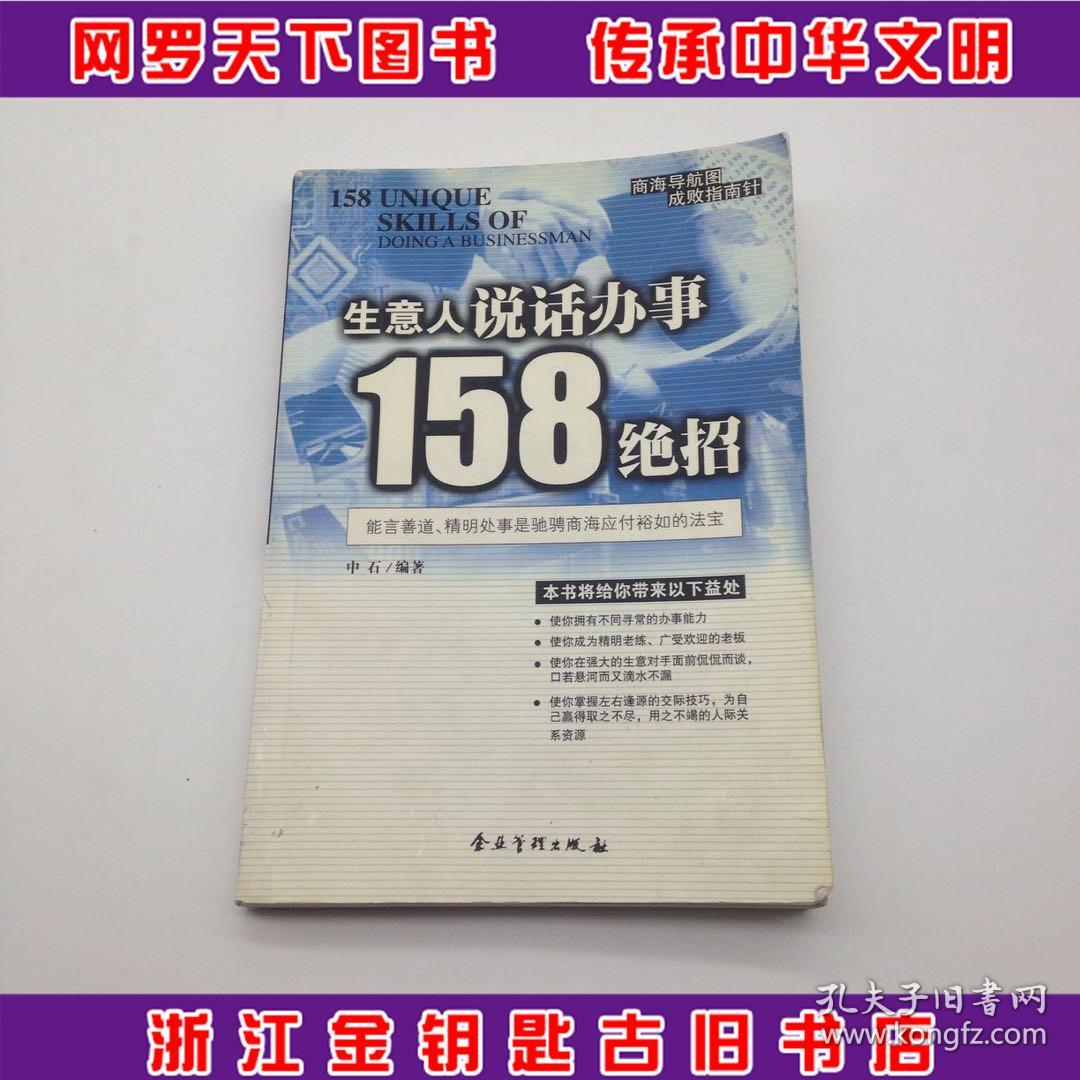 网罗天下图书 传承中华文明
158 UNIQUE
SKILLS OF
DOING A BUSINESSMAN
商海导航图
成败指南针
生意人说话办事
158绝招
能言善道、精明处事是驰骋商海应付裕如的法宝
中石/编著
本书将给你带来以下益处
● 使你拥有不同寻常的办事能力
● 使你成为精明老练、广受欢迎的老板
● 使你在强大的生意对手面前侃侃而谈，
口若悬河而又滴水不漏
● 使你掌握左右逢源的交际技巧，为自
己赢得取之不尽，用之不竭的人际关
系资源
企业管理出版社
孔夫子旧書网
www.kongfz.com
浙江金钥匙古旧书店